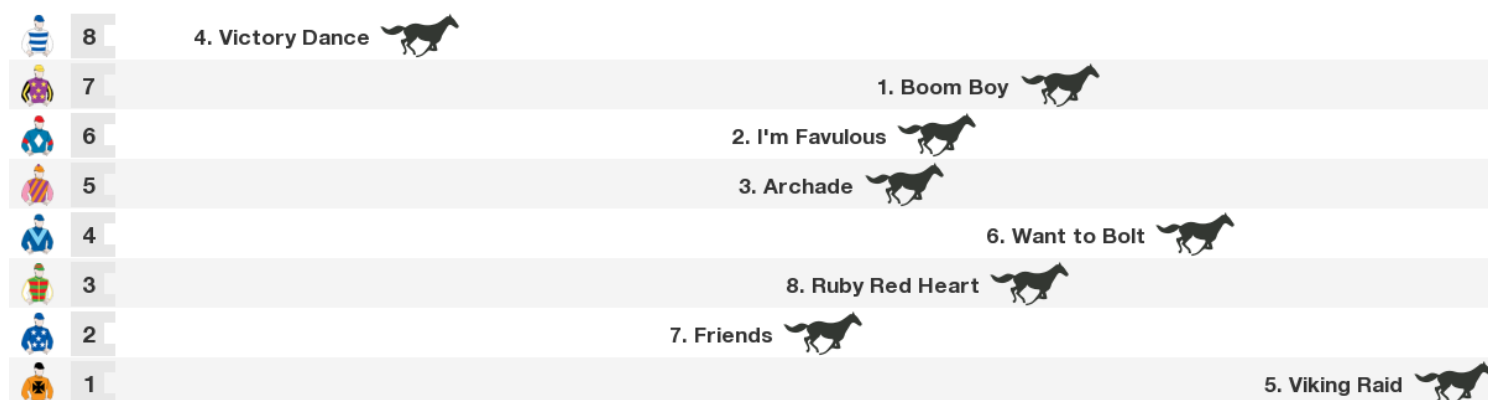 8 4. Victory Dance
7 1. Boom Boy
6 2. I'm Favulous
5 3. Archade
4 6. Want to Bolt
3 8. Ruby Red Heart
2 7. Friends
1 5. Viking Raid